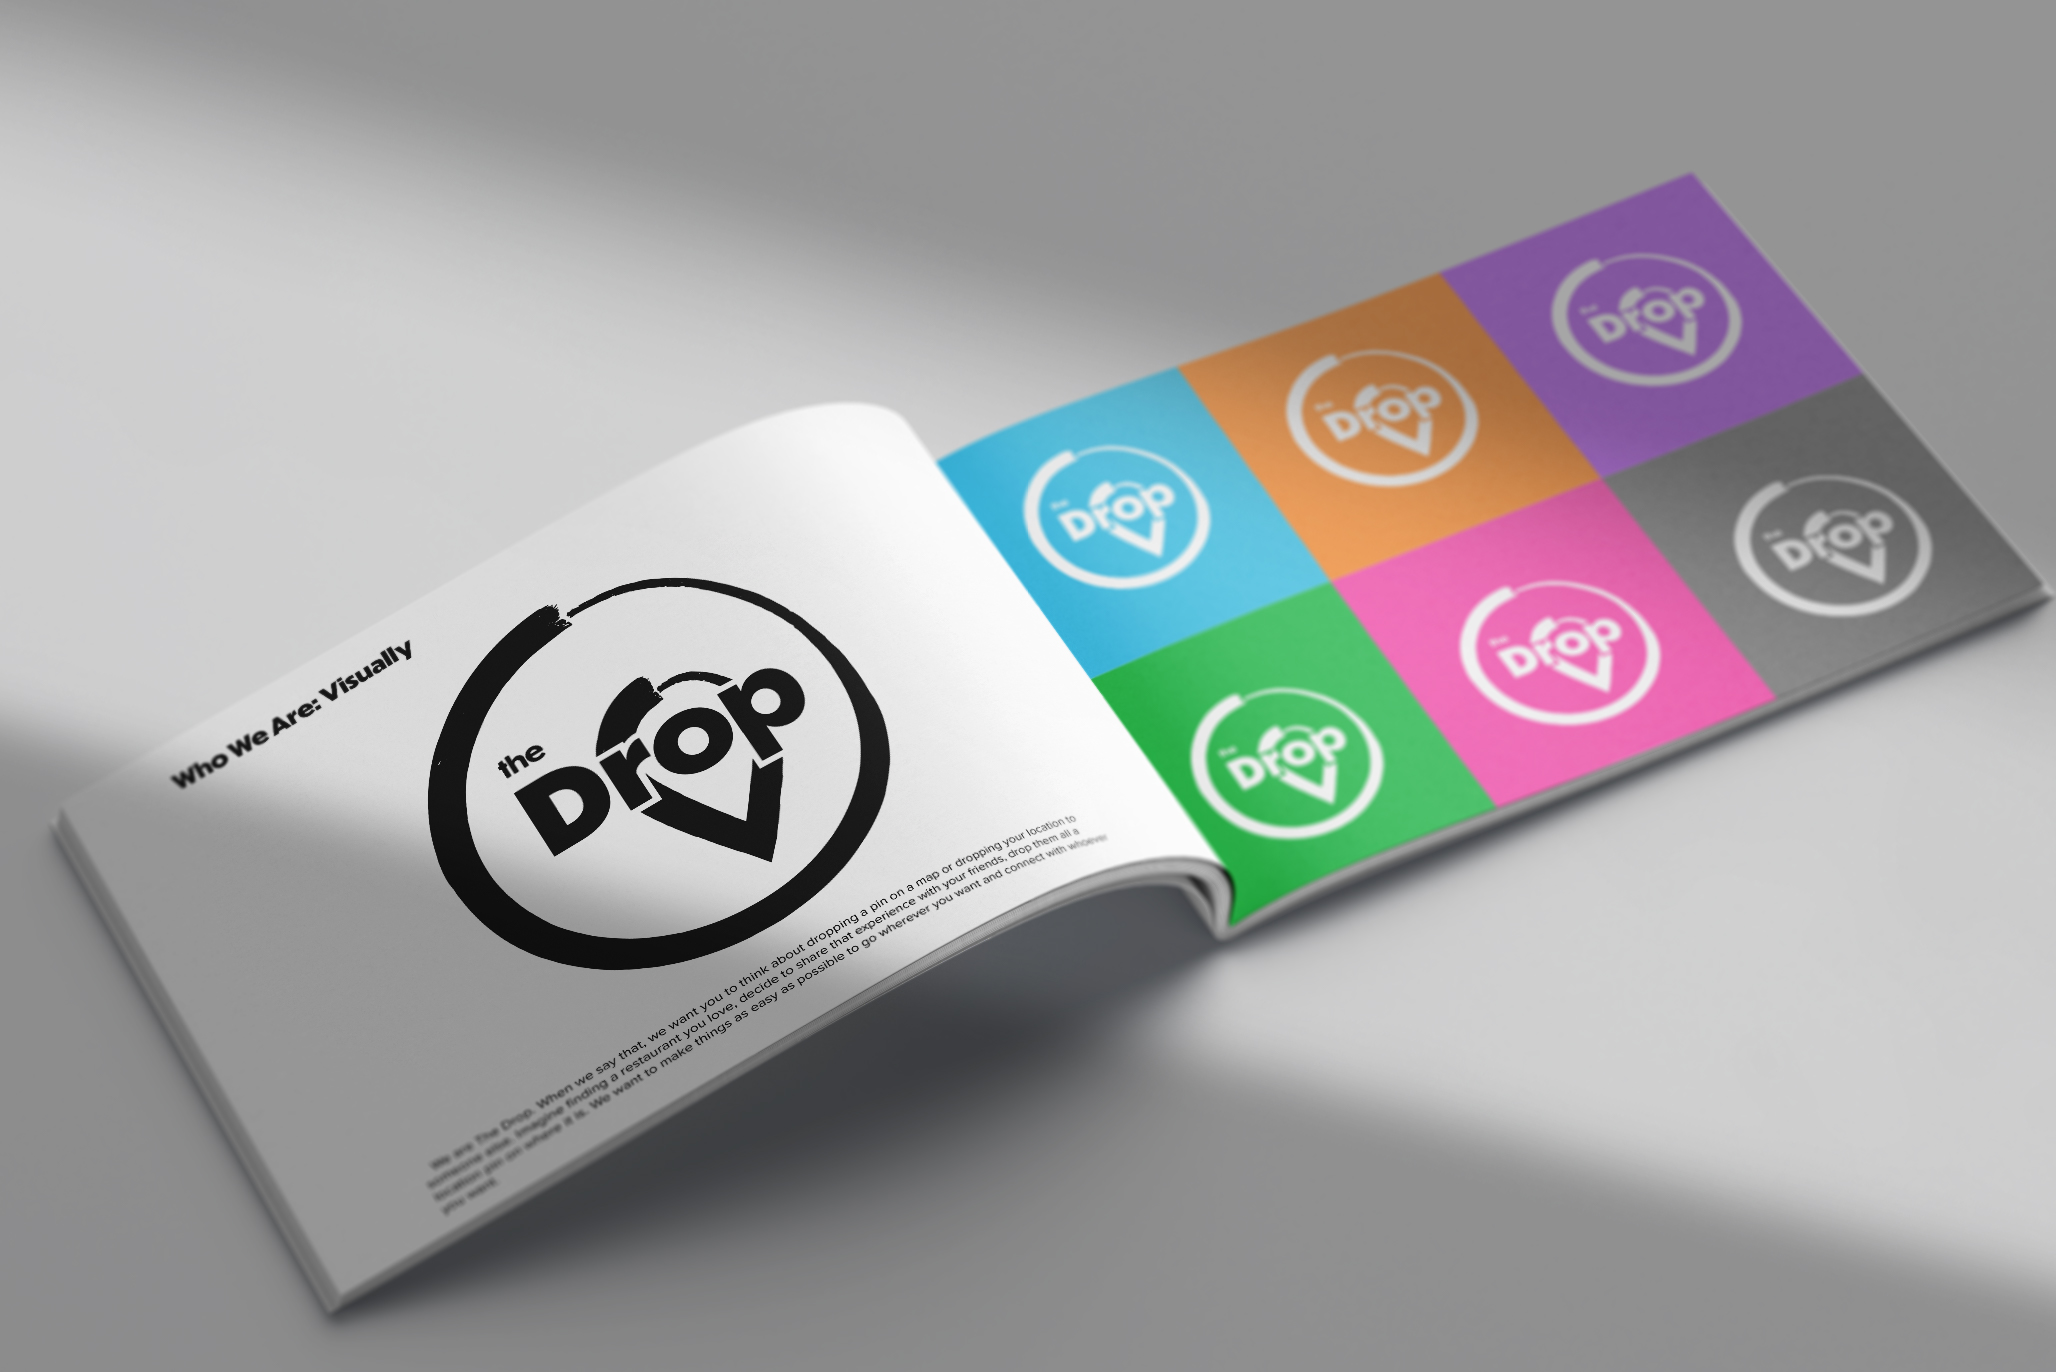 Who We Are: Visually
the
Drop
We are The Drop. When we say that, we want you to think about dropping a pin on a map or dropping your location to
someone else. Imagine finding a restaurant you love, decide to share that experience with your friends, drop them all a
location pin on where it is. We want to make things as easy as possible to go wherever you want and connect with whoever
you want.
the
Drop
the
Drop
the
Drop
the
Drop
the
Drop
the
Drop